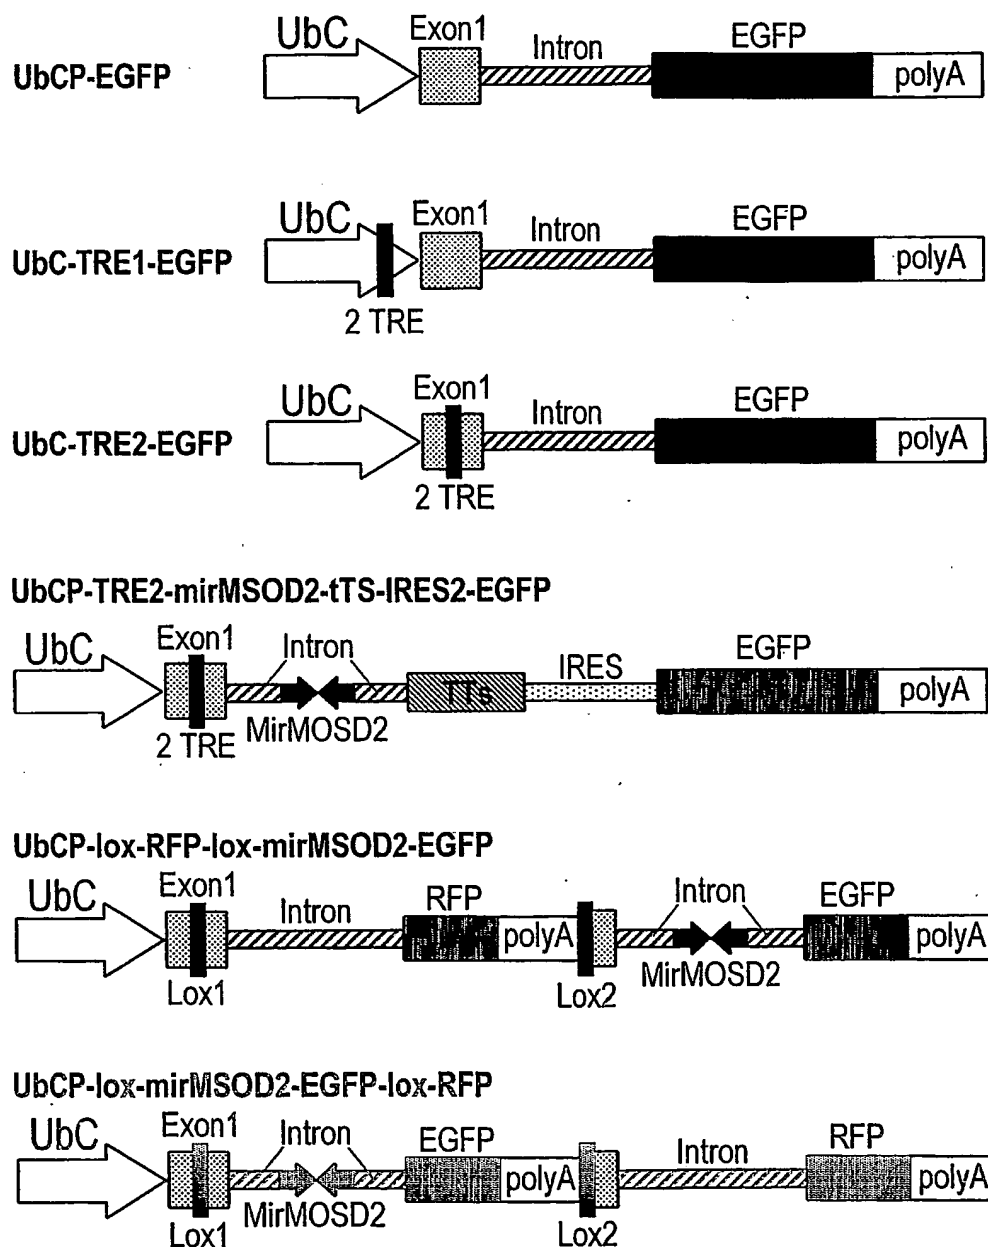 UbC Exon1 Intron EGFP
UbCP-EGFP polyA
UbC Exon1 Intron EGFP
UbC-TRE1-EGFP polyA
2 TRE
UbC Exon1 Intron EGFP
UbC-TRE2-EGFP polyA
2 TRE
UbCP-TRE2-mirMSOD2-tTS-IRES2-EGFP
UbC Exon1 Intron TTs IRES EGFP polyA
2 TRE MirMOSD2
UbCP-lox-RFP-lox-mirMSOD2-EGFP
UbC Exon1 Intron RFP polyA Intron EGFP polyA
Lox1 Lox2 MirMOSD2
UbCP-lox-mirMSOD2-EGFP-lox-RFP
UbC Exon1 Intron EGFP polyA Intron RFP polyA
Lox1 MirMOSD2 Lox2